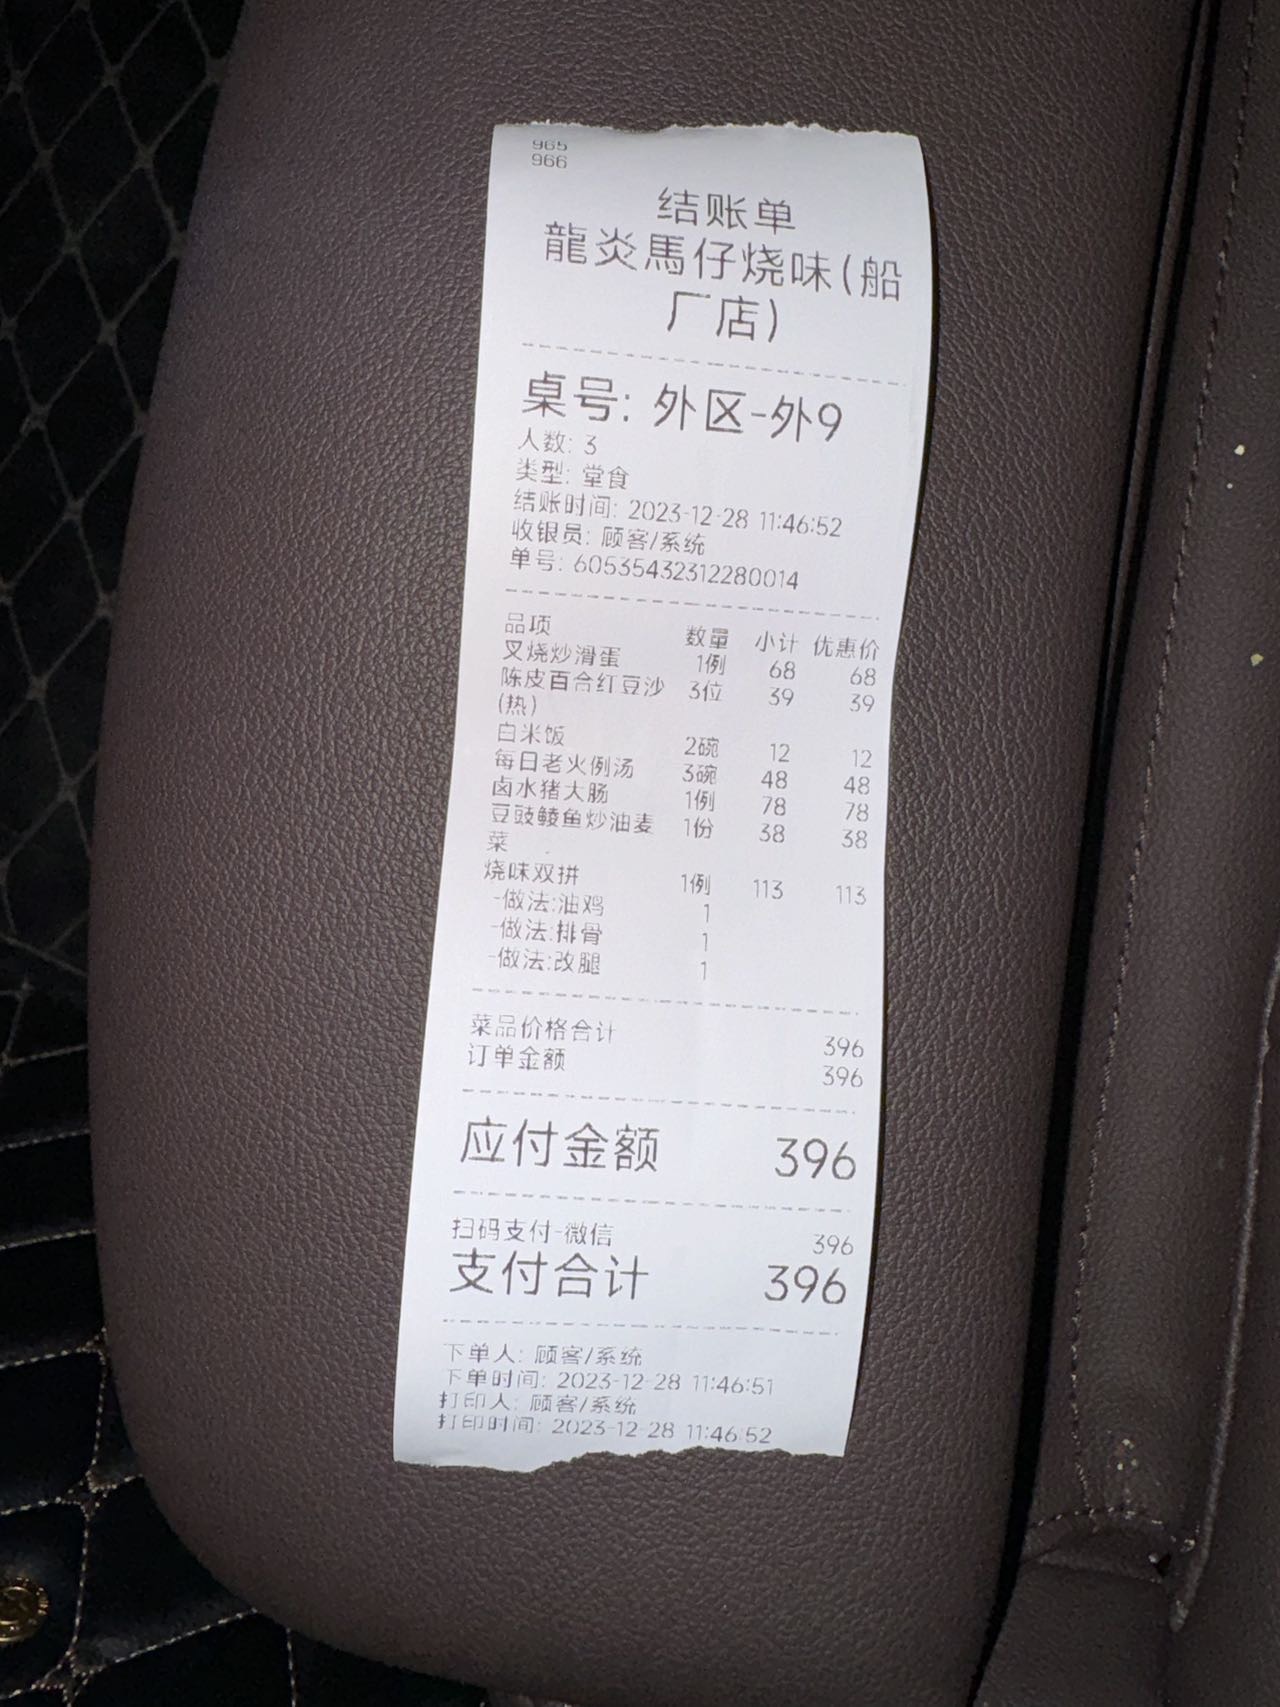 965
966
结账单
龍炎馬仔烧味(船
厂店)
桌号: 外区-外9
人数: 3
类型: 堂食
结账时间: 2023-12-28 11:46:52
收银员: 顾客/系统
单号: 605354432312280014
品项 数量 小计 优惠价
叉烧炒滑蛋 1例 68 68
陈皮百合红豆沙 3位 39 39
(热)
白米饭 2碗 12 12
每日老火例汤 3碗 48 48
卤水猪大肠 1例 78 78
豆豉鲮鱼炒油麦 1份 38 38
菜
烧味双拼 1例 113 113
-做法:油鸡 1
-做法:排骨 1
-做法:改腿 1
菜品价格合计 396
订单金额 396
应付金额 396
扫码支付-微信 396
支付合计 396
下单人: 顾客/系统
下单时间: 2023-12-28 11:46:51
打印人: 顾客/系统
打印时间: 2023-12-28 11:46:52